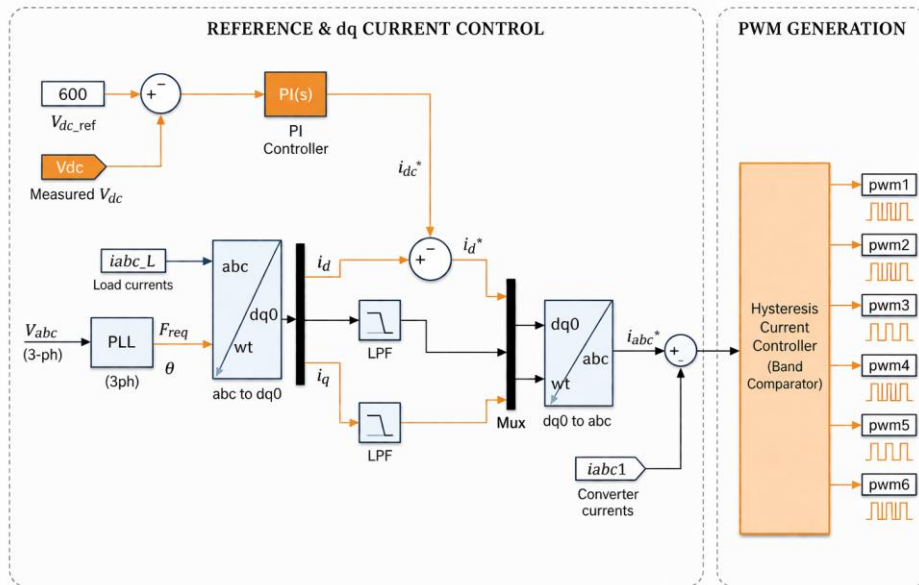 REFERENCE & dq CURRENT CONTROL
PWM GENERATION
600
+ −
PI(s)
V_dc_ref
PI
Controller
Vdc
Measured V_dc
i_dc*
iabc_L
Load currents
V_abc
(3-ph)
PLL
(3ph)
F_req
θ
abc
dq0
wt
abc to dq0
i_d
+ −
i_d*
LPF
i_q
LPF
Mux
dq0
abc
wt
dq0 to abc
i_abc*
+ -
iabc1
Converter
currents
Hysteresis
Current
Controller
(Band
Comparator)
pwm1
pwm2
pwm3
pwm4
pwm5
pwm6